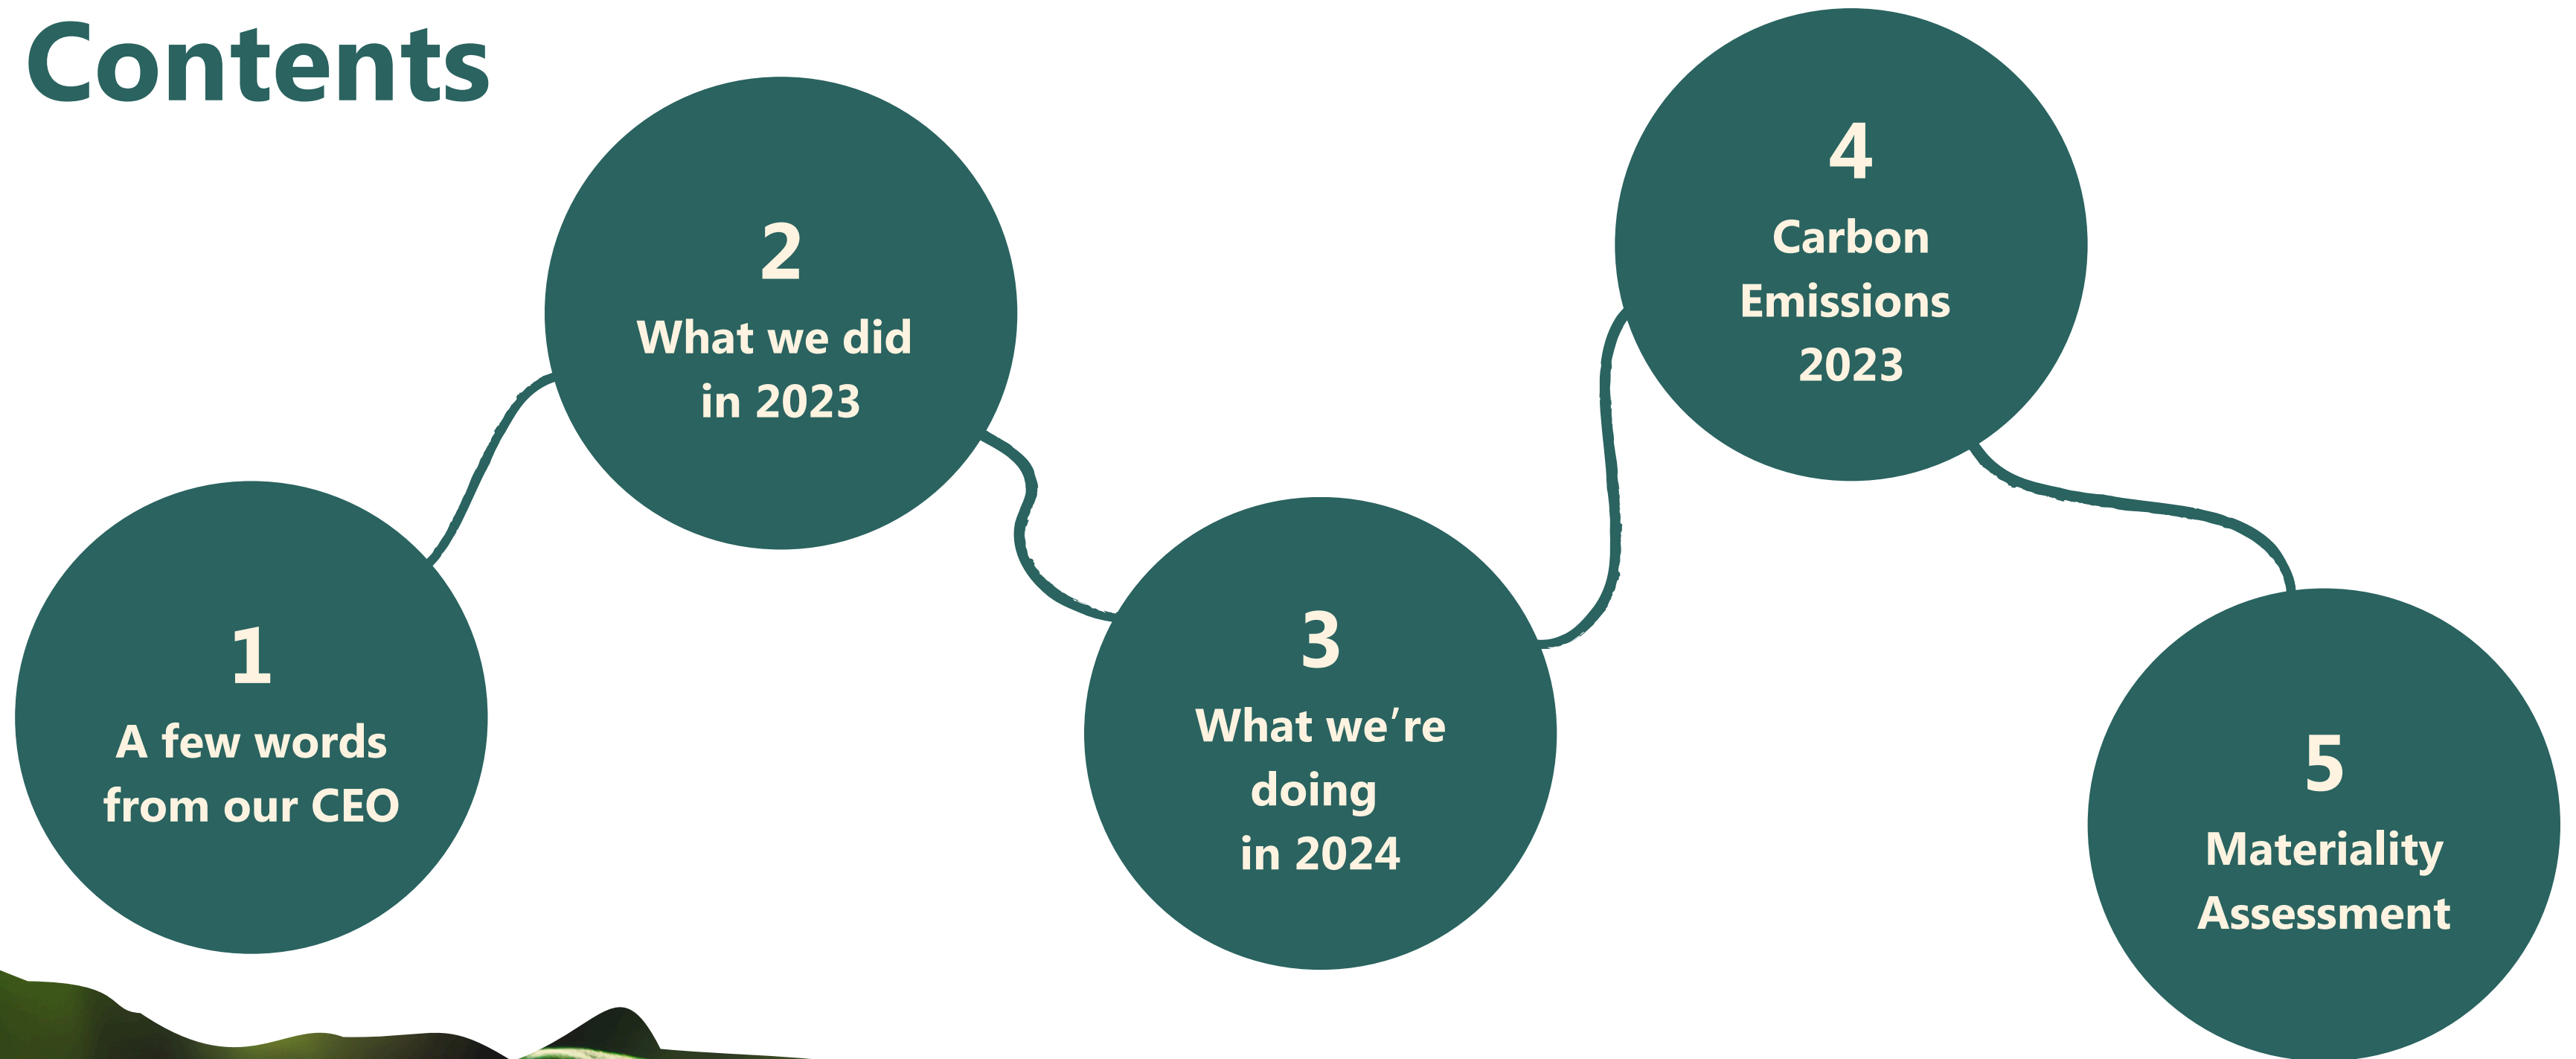 Contents
1
A few words
from our CEO
2
What we did
in 2023
3
What we’re
doing
in 2024
4
Carbon
Emissions
2023
5
Materiality
Assessment